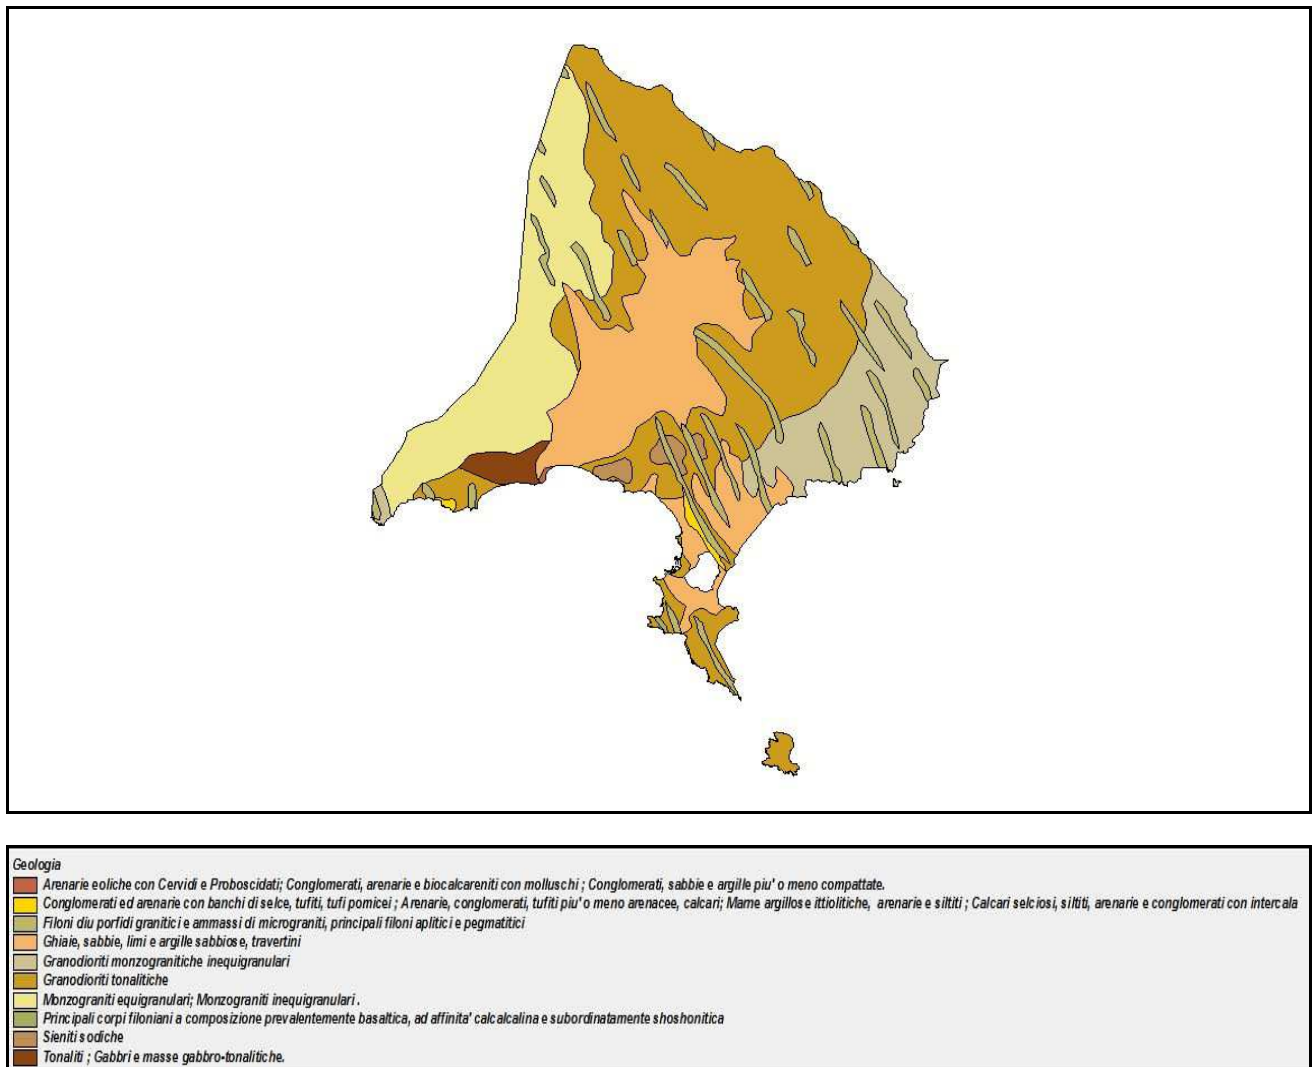 Geologia
Arenarie eoliche con Cervidi e Proboscidati; Conglomerati, arenarie e biocalcareniti con molluschi ; Conglomerati, sabbie e argille piu' o meno compattate.
Conglomerati ed arenarie con banchi di selce, tufiti, tufi pomicei ; Arenarie, conglomerati, tufiti piu' o meno arenacee, calcari; Marne argillose ittiolitiche, arenarie e siltiti ; Calcari selciosi, siltiti, arenarie e conglomerati con intercala
Filoni diu porfidi granitici e ammassi di microgranití, principali filoni aplitici e pegmatitici
Ghiaie, sabbie, limi e argille sabbiose, travertini
Granodioriti monzogranitiche inequigranulari
Granodioriti tonalitiche
Monzograniti equigranulari; Monzograniti inequigranulari .
Principali corpi filoniani a composizione prevalentemente basaltica, ad affinita' calcalcalina e subordinatamente shoshonitica
Sieniti sodiche
Tonaliti ; Gabbri e masse gabbro-tonalitiche.